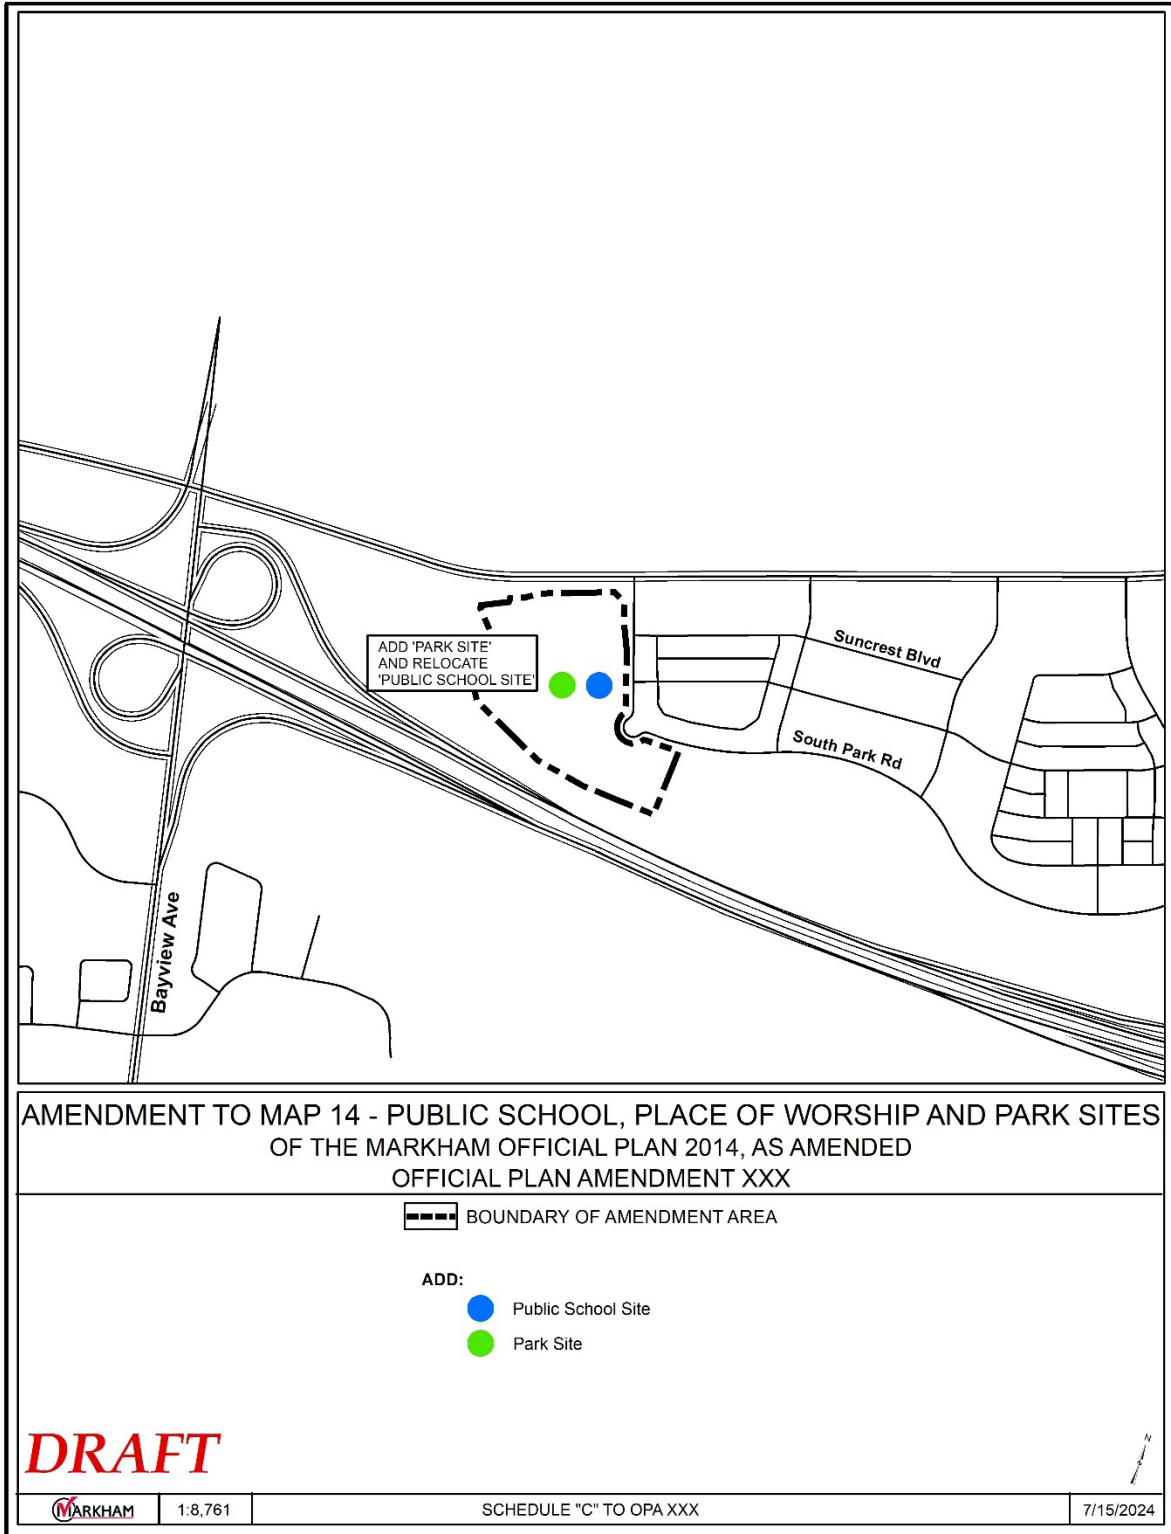 ADD 'PARK SITE'
AND RELOCATE
'PUBLIC SCHOOL SITE'
Suncrest Blvd
South Park Rd
Bayview Ave
AMENDMENT TO MAP 14 - PUBLIC SCHOOL, PLACE OF WORSHIP AND PARK SITES
OF THE MARKHAM OFFICIAL PLAN 2014, AS AMENDED
OFFICIAL PLAN AMENDMENT XXX
BOUNDARY OF AMENDMENT AREA
ADD:
Public School Site
Park Site
DRAFT
N
MARKHAM
1:8,761
SCHEDULE "C" TO OPA XXX
7/15/2024